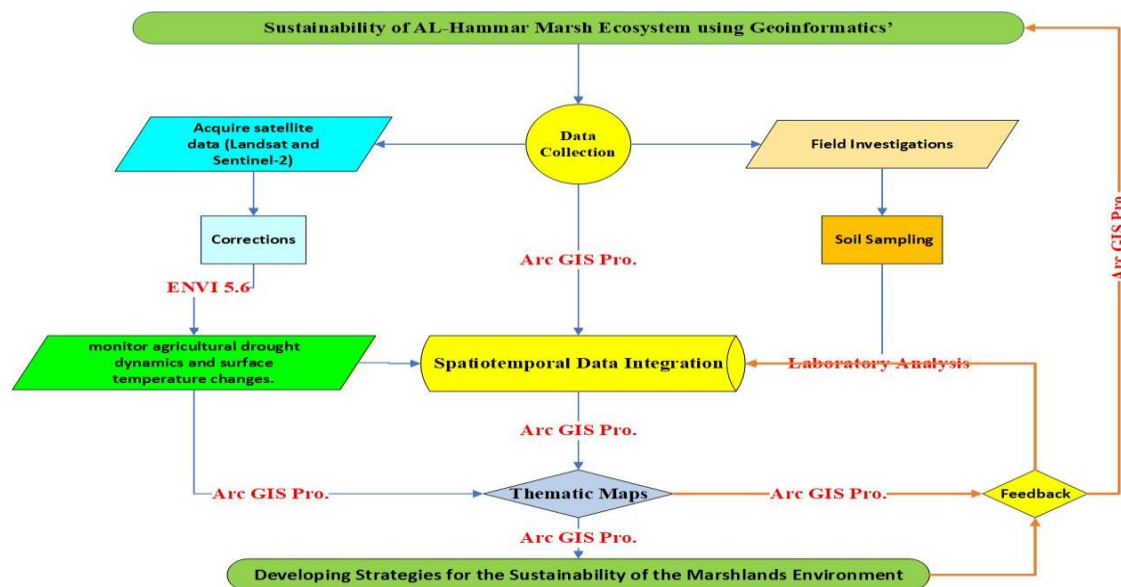 Sustainability of AL-Hammar Marsh Ecosystem using Geoinformatics’
Acquire satellite
data (Landsat and
Sentinel-2)
Data
Collection
Field Investigations
Corrections
Soil Sampling
Arc GIS Pro.
Arc GIS Pro.
ENVI 5.6
monitor agricultural drought
dynamics and surface
temperature changes.
Spatiotemporal Data Integration
Laboratory Analysis
Arc GIS Pro.
Arc GIS Pro.
Thematic Maps
Arc GIS Pro.
Feedback
Arc GIS Pro.
Developing Strategies for the Sustainability of the Marshlands Environment